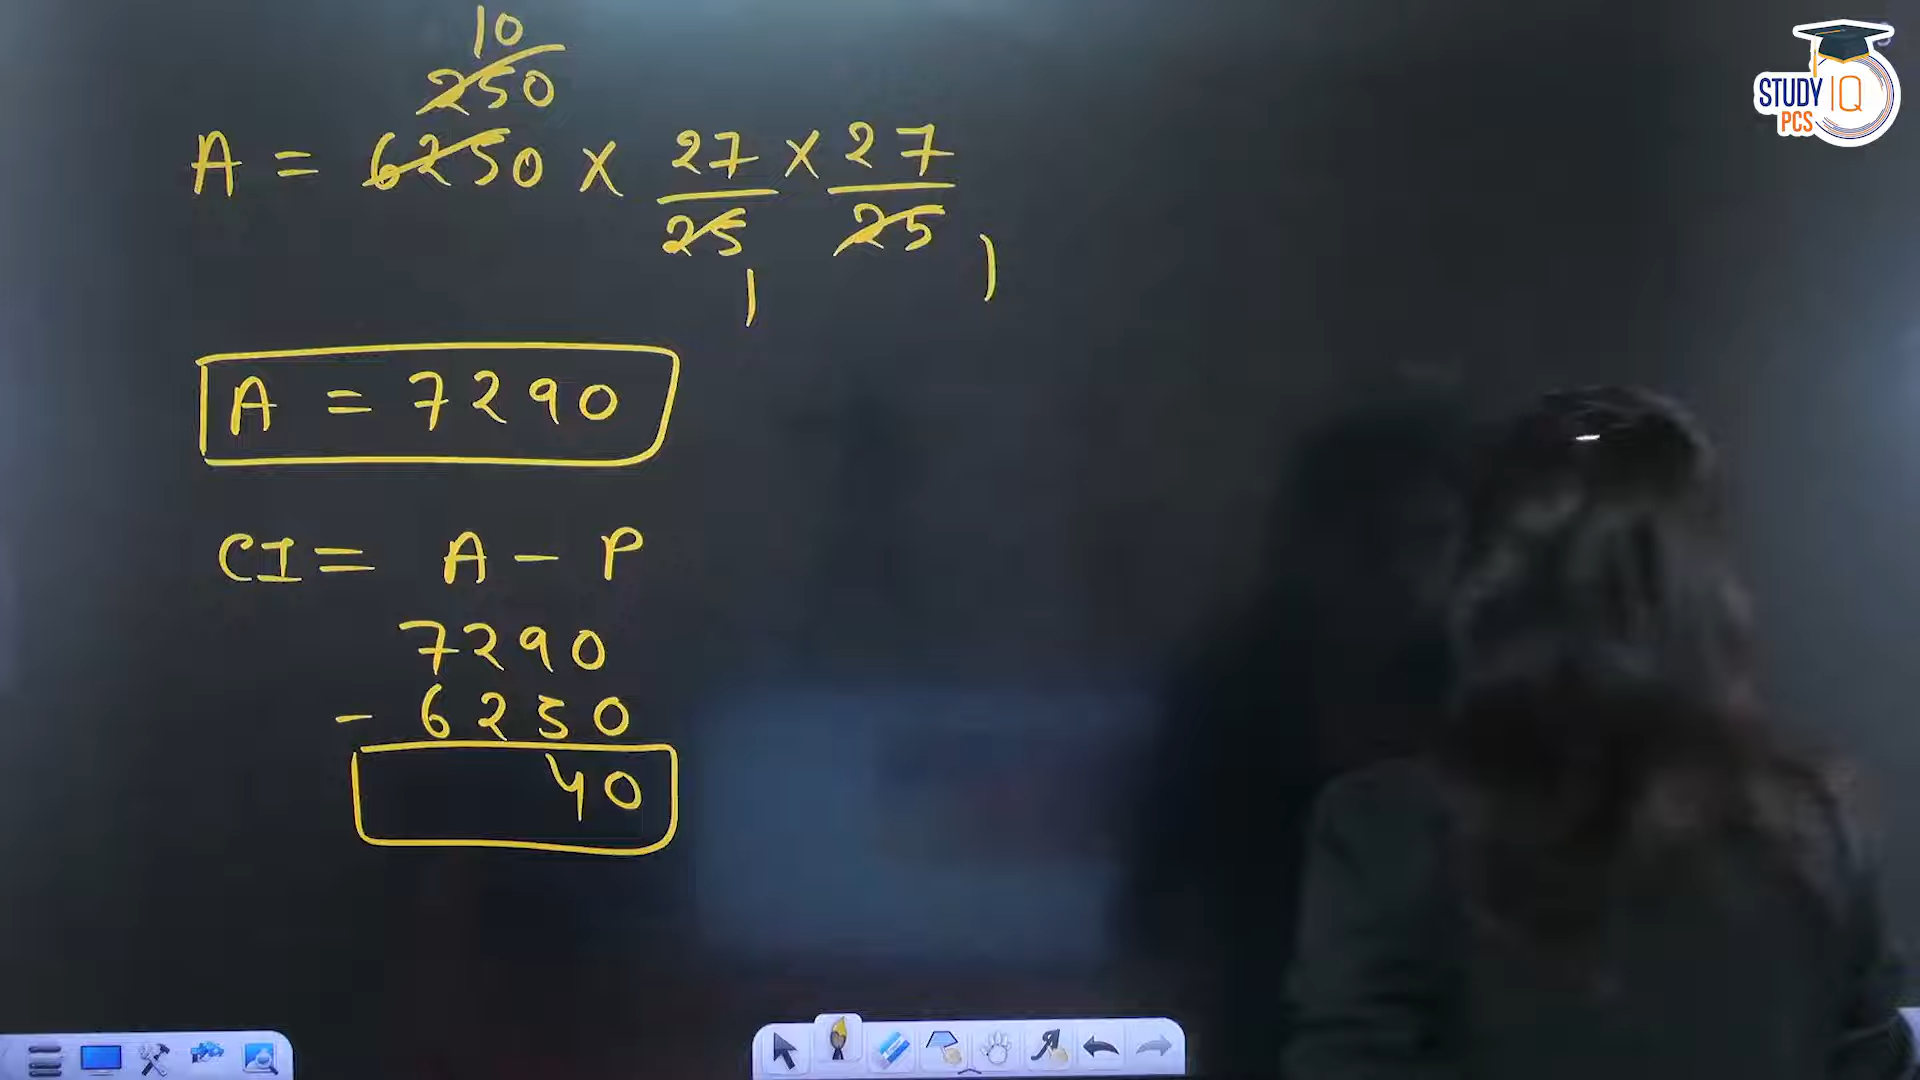 10
250
A = 6250 × 27/25 × 27/25
1
1
A = 7290
CI = A - P
7290
- 6250
40
STUDY IQ
PCS